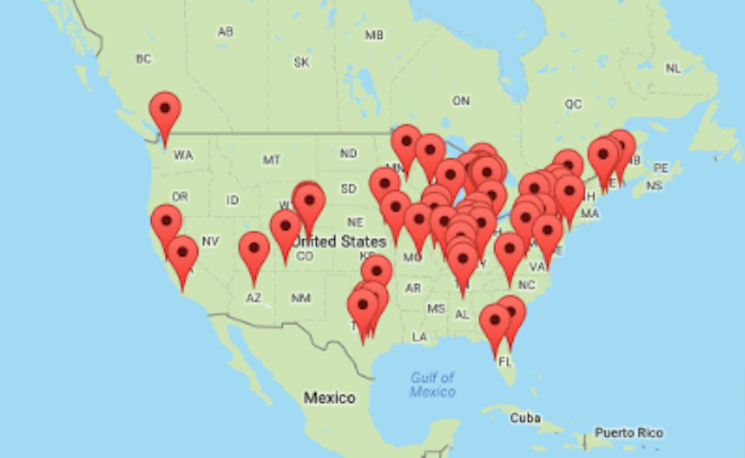 AB
MB
BC
SK
NL
ON
QC
WA
ND
MT
MN
NB
PE
NS
OR
ID
SD
MA
NE
NV
United States
CO
MO
VA
AZ
NM
AR
NC
MS
AL
LA
FL
Gulf of
Mexico
Mexico
Cuba
Puerto Rico